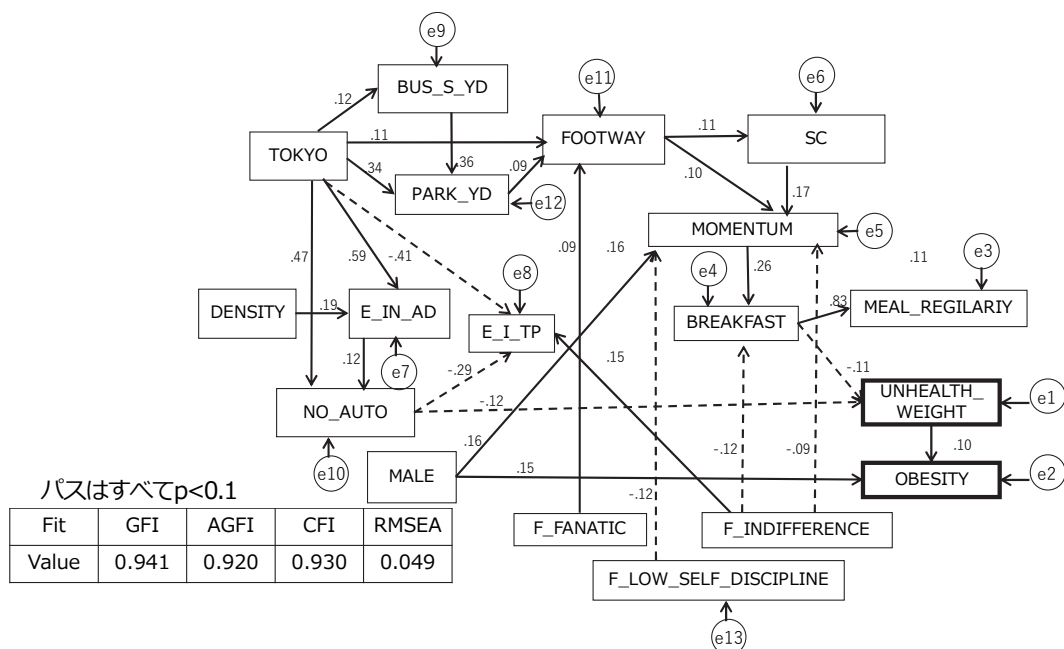 e9
BUS_S_YD
e11
e6
.12
TOKYO
.11
FOOTWAY
.11
SC
.34
.36
.09
PARK_YD
e12
.10
.17
MOMENTUM
e5
.47
.59
-.41
.09
.16
.11
e8
e4
.26
e3
DENSITY
.19
E_IN_AD
E_I_TP
BREAKFAST
.83
MEAL_REGILARIY
.12
e7
-.29
.15
-.11
NO_AUTO
-.12
UNHEALTH_
WEIGHT
e1
e10
.16
-.12
-.09
.10
MALE
.15
OBESITY
e2
-.12
F_FANATIC
F_INDIFFERENCE
F_LOW_SELF_DISCIPLINE
e13
パスはすべてp<0.1
Fit GFI AGFI CFI RMSEA
Value 0.941 0.920 0.930 0.049